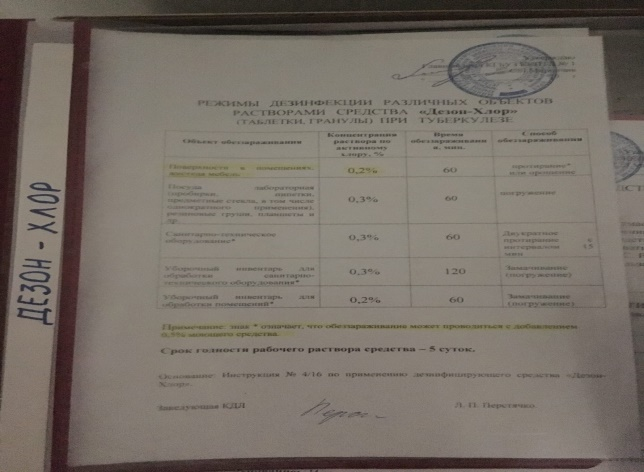 ДЕЗОН - ХЛОР
РЕЖИМЫ ДЕЗИНФЕКЦИИ РАЗЛИЧНЫХ ОБЪЕКТОВ
РАСТВОРАМИ СРЕДСТВА «Дезон-Хлор»
(ТАБЛЕТКИ, ГРАНУЛЫ) ПРИ ТУБЕРКУЛЕЗЕ
Объект обеззараживания
Концентрация
раствора по
активному
хлору, %
Время
обеззараживани
я, мин.
Способ
обеззараживания
Поверхности в помещениях,
жесткая мебель
0,2%
60
протирание*
или орошение
Посуда лабораторная
(пробирки, пипетки,
предметные стекла, в том числе
однократного применения),
резиновые груши, планшеты и
др.
0,3%
60
погружение
Санитарно-техническое
оборудование*
0,3%
60
Двукратное
протирание с
интервалом 15
мин
Уборочный инвентарь для
обработки санитарно-
технического оборудования*
0,3%
120
Замачивание
(погружение)
Уборочный инвентарь для
обработки помещений*
0,2%
60
Замачивание
(погружение)
Примечание: знак * означает, что обеззараживание может проводиться с добавлением
0,5% моющего средства.
Срок годности рабочего раствора средства – 5 суток.
Основание: Инструкция № 4/16 по применению дезинфицирующего средства «Дезон-
Хлор».
Заведующая КДЛ
Л. П. Перстячко